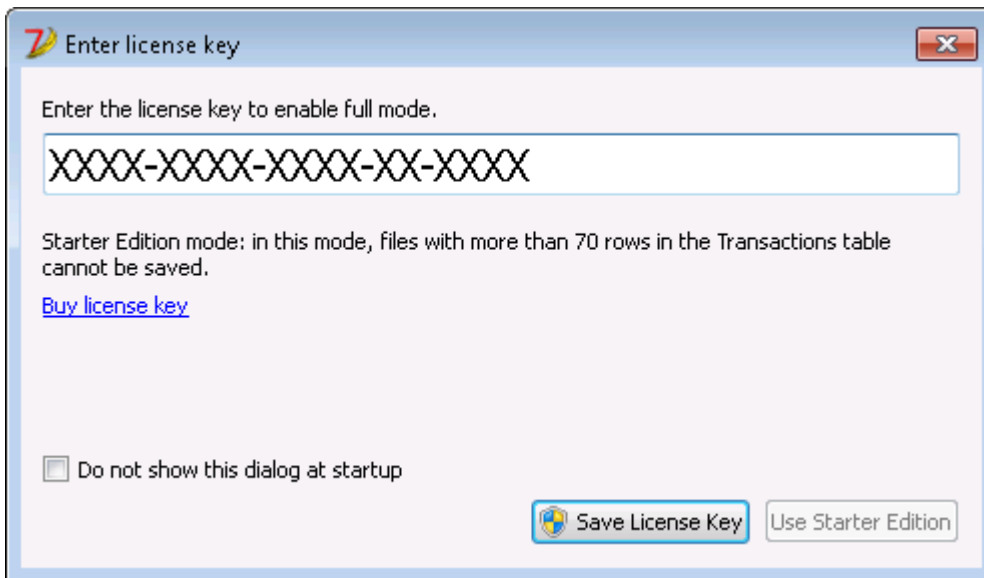 Enter license key
Enter the license key to enable full mode.
XXXX-XXXX-XXXX-XX-XXXX
Starter Edition mode: in this mode, files with more than 70 rows in the Transactions table
cannot be saved.
Buy license key
Do not show this dialog at startup
Save License Key
Use Starter Edition